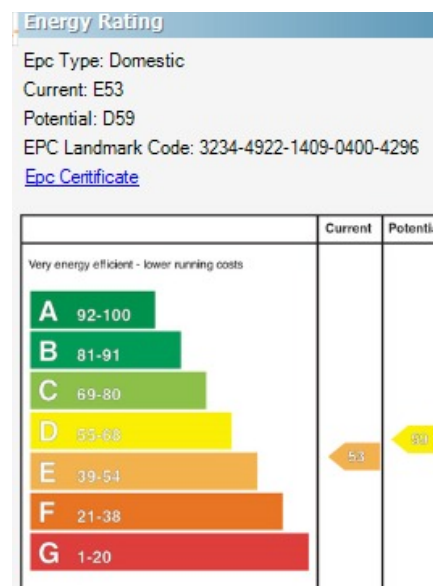 Energy Rating
Epc Type: Domestic
Current: E53
Potential: D59
EPC Landmark Code: 3234-4922-1409-0400-4296
Epc Ceritificate
Current Potentia
Very energy efficient - lower running costs
A 92-100
B 81-91
C 69-80
D 55-68
59
53
E 39-54
F 21-38
G 1-20